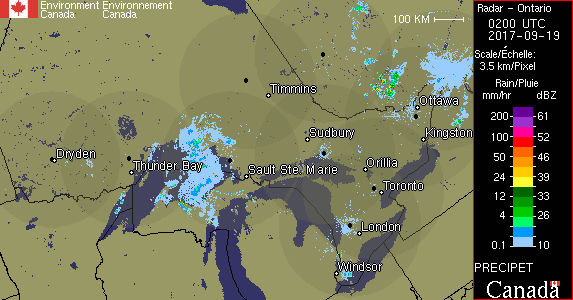 Environment Environnement
Canada Canada
100 KM
Timmins
Ottawa
Sudbury
Kingston
Dryden
Thunder Bay
Sault Ste. Marie
Orillia
Toronto
London
Windsor
Radar - Ontario
0200 UTC
2017-09-19
Scale/Échelle:
3.5 km/Pixel
Rain/Pluie
mm/hr dBZ
200 61
100 52
50 46
24 39
12 33
4 26
0.1 10
PRECIPET
Canada